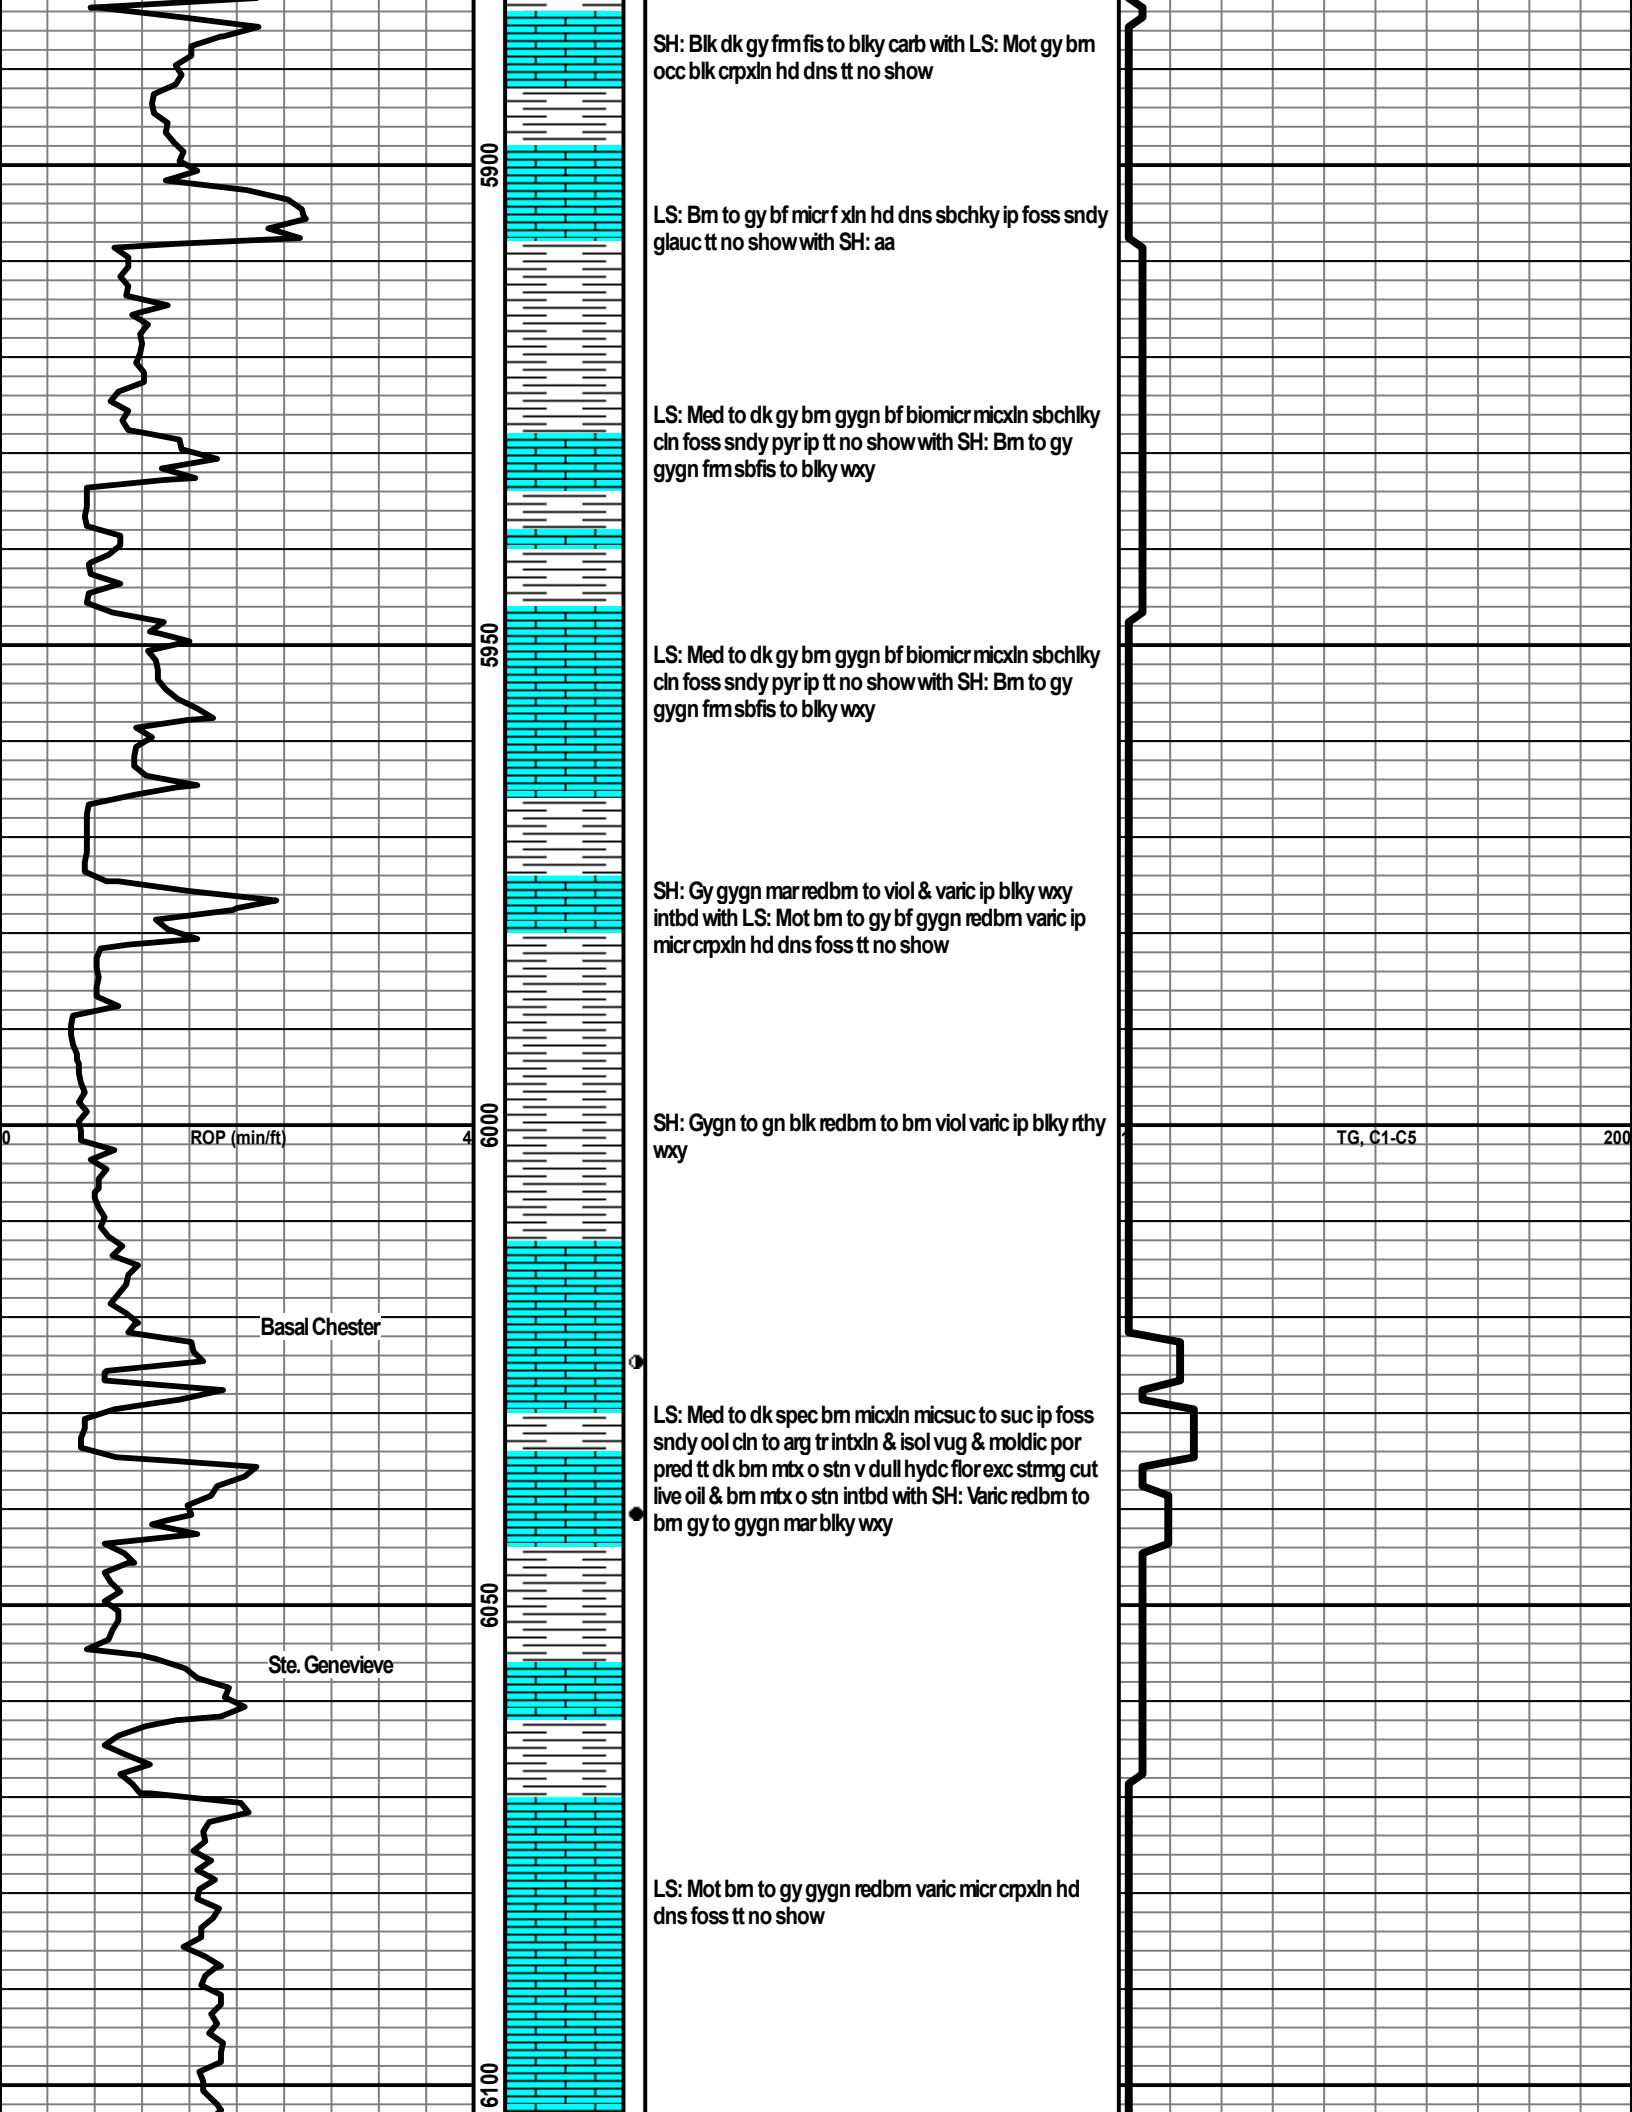 SH: Blk dk gy frm fis to blky carb with LS: Mot gy brn
occ blk crpxln hd dns tt no show
5900
LS: Brn to gy bf micr f xln hd dns sbchky ip foss sndy
glauc tt no show with SH: aa
LS: Med to dk gy brn gygn bf biomicr micxln sbchlky
cln foss sndy pyr ip tt no show with SH: Brn to gy
gygn frm sbfis to blky wxy
5950
LS: Med to dk gy brn gygn bf biomicr micxln sbchlky
cln foss sndy pyr ip tt no show with SH: Brn to gy
gygn frm sbfis to blky wxy
SH: Gy gygn mar redbrn to viol & varic ip blky wxy
intbd with LS: Mot brn to gy bf gygn redbrn varic ip
micr crpxln hd dns foss tt no show
0 ROP (min/ft) 4
6000
SH: Gygn to gn blk redbrn to brn viol varic ip blky rthy
wxy
TG, C1-C5 200
Basal Chester
LS: Med to dk spec brn micxln micsuc to suc ip foss
sndy ool cln to arg tr intxln & isol vug & moldic por
pred tt dk brn mtx o stn v dull hydc flor exc strmg cut
live oil & brn mtx o stn intbd with SH: Varic redbrn to
brn gy to gygn mar blky wxy
6050
Ste. Genevieve
LS: Mot brn to gy gygn redbrn varic micr crpxln hd
dns foss tt no show
6100